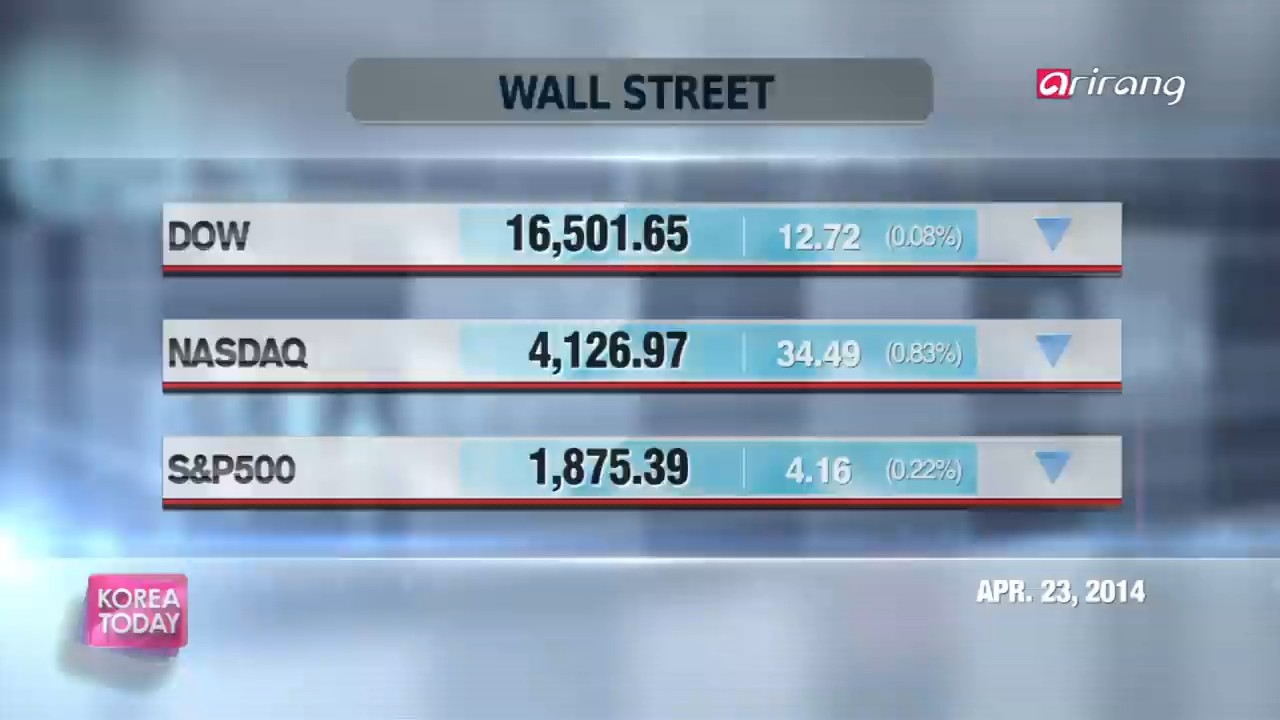 WALL STREET
arirang
DOW 16,501.65 12.72 (0.08%)
NASDAQ 4,126.97 34.49 (0.83%)
S&P500 1,875.39 4.16 (0.22%)
KOREA
TODAY
APR. 23, 2014